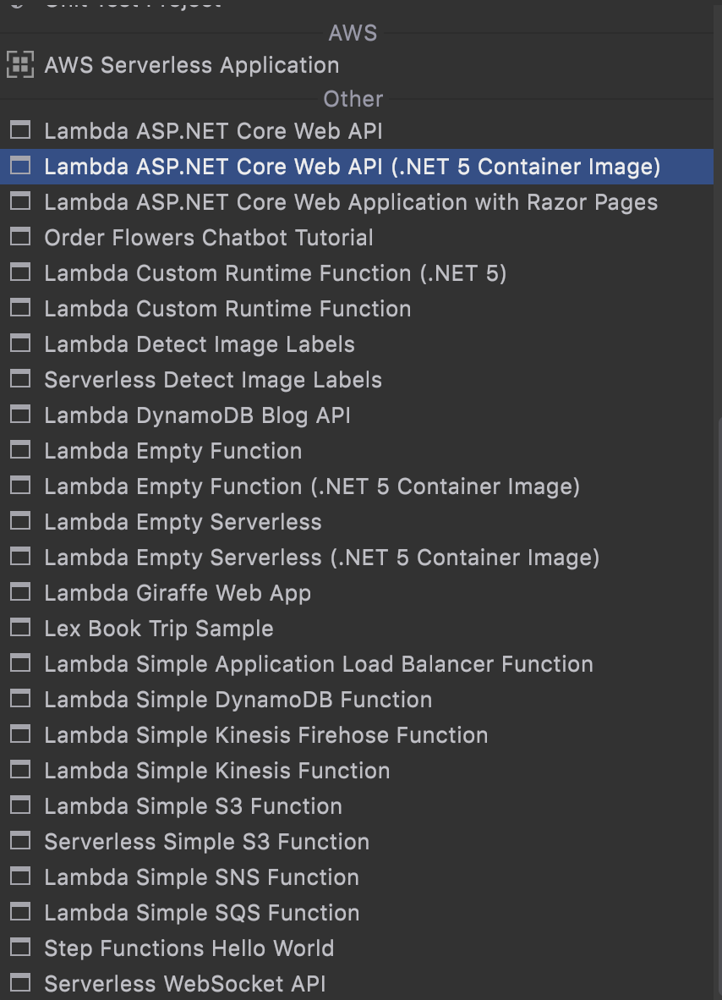 Unit Test Project
AWS
AWS Serverless Application
Other
Lambda ASP.NET Core Web API
Lambda ASP.NET Core Web API (.NET 5 Container Image)
Lambda ASP.NET Core Web Application with Razor Pages
Order Flowers Chatbot Tutorial
Lambda Custom Runtime Function (.NET 5)
Lambda Custom Runtime Function
Lambda Detect Image Labels
Serverless Detect Image Labels
Lambda DynamoDB Blog API
Lambda Empty Function
Lambda Empty Function (.NET 5 Container Image)
Lambda Empty Serverless
Lambda Empty Serverless (.NET 5 Container Image)
Lambda Giraffe Web App
Lex Book Trip Sample
Lambda Simple Application Load Balancer Function
Lambda Simple DynamoDB Function
Lambda Simple Kinesis Firehose Function
Lambda Simple Kinesis Function
Lambda Simple S3 Function
Serverless Simple S3 Function
Lambda Simple SNS Function
Lambda Simple SQS Function
Step Functions Hello World
Serverless WebSocket API